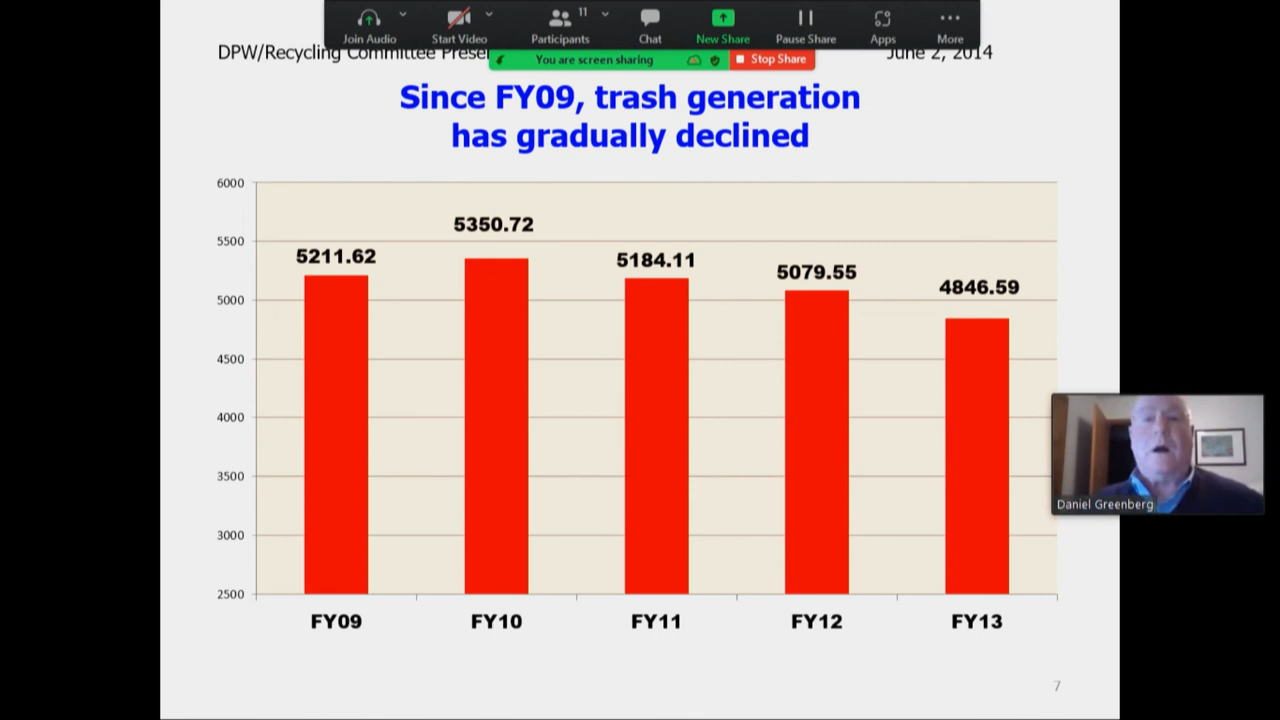 Join Audio
Start Video
11
Participants
Chat
New Share
Pause Share
Apps
More
DPW/Recycling Committee
June 2, 2014
You are screen sharing
Stop Share
Since FY09, trash generation
has gradually declined
6000
5500
5000
4500
4000
3500
3000
2500
5211.62
5350.72
5184.11
5079.55
4846.59
FY09
FY10
FY11
FY12
FY13
Daniel Greenberg
7